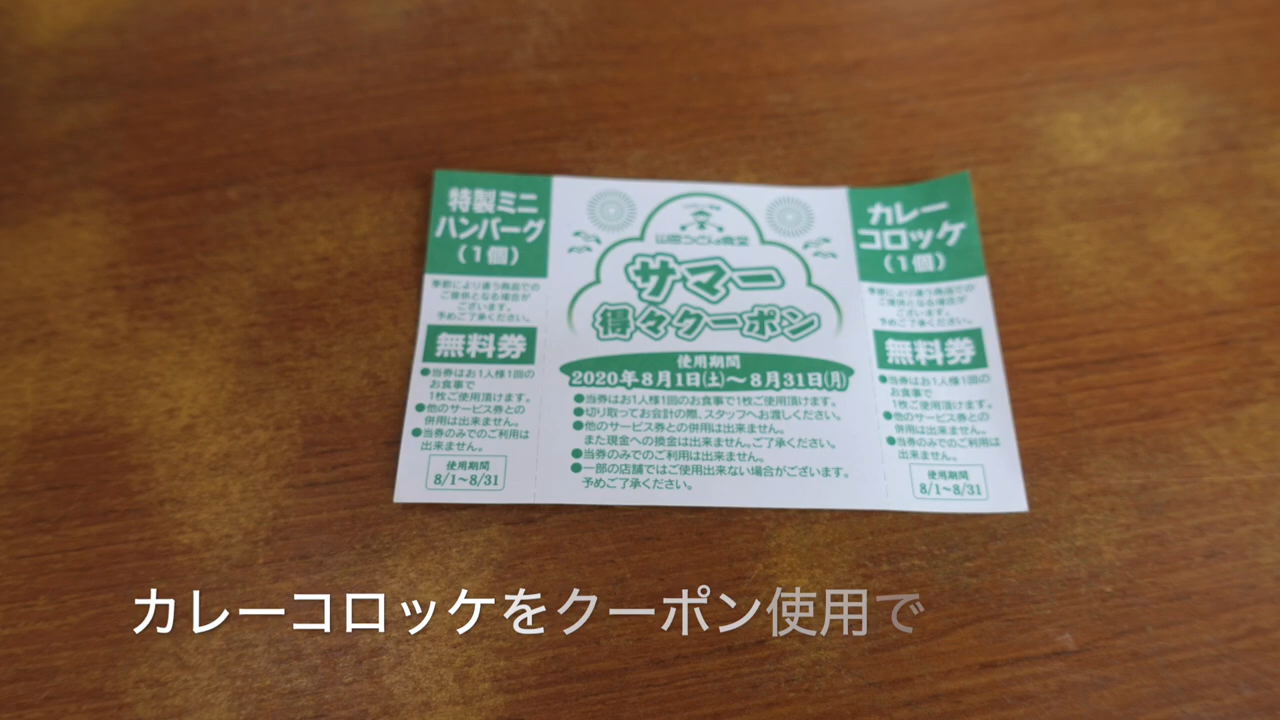 特製ミニ
ハンバーグ
(1個)
季節により違う商品での
ご提供となる場合が
ございます。
予めご了承ください。
無料券
●当券はお1人様1回の
お食事で
1枚ご使用頂けます。
●他のサービス券との
併用は出来ません。
●当券のみでのご利用は
出来ません。
使用期間
8/1〜8/31
山田うどん食堂
サマー
得々クーポン
使用期間
2020年8月1日(土)〜8月31日(月)
●当券はお1人様1回のお食事で1枚ご使用頂けます。
●切り取ってお会計の際、スタッフへお渡しください。
●他のサービス券との併用は出来ません。
また現金への換金は出来ません。ご了承ください。
●当券のみでのご利用は出来ません。
●一部の店舗ではご使用出来ない場合がございます。
予めご了承ください。
カレー
コロッケ
(1個)
季節により違う商品での
ご提供となる場合が
ございます。
予めご了承ください。
無料券
●当券はお1人様1回の
お食事で
1枚ご使用頂けます。
●他のサービス券との
併用は出来ません。
●当券のみでのご利用は
出来ません。
使用期間
8/1〜8/31
カレーコロッケをクーポン使用で